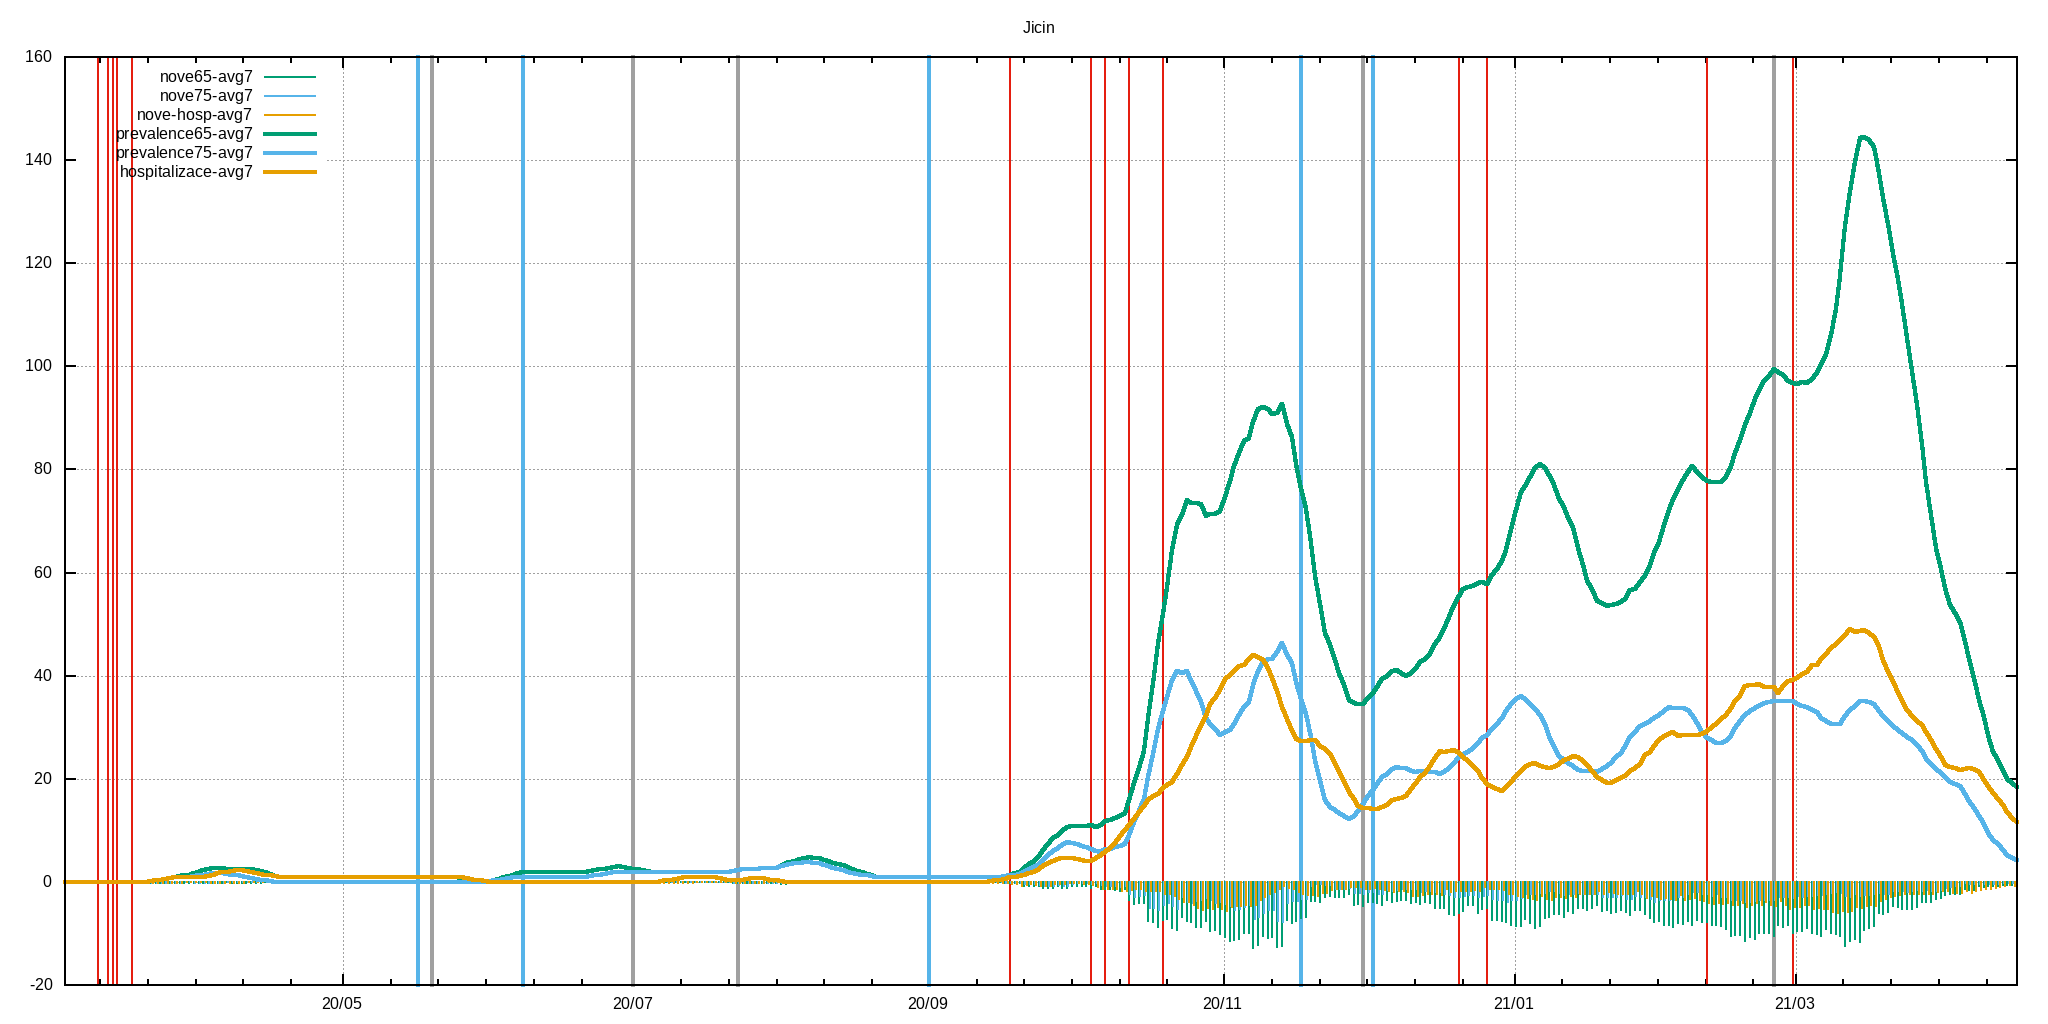 Jicin
160
nove65-avg7
nove75-avg7
nove-hosp-avg7
prevalence65-avg7
prevalence75-avg7
hospitalizace-avg7
140
120
100
80
60
40
20
0
-20
20/05
20/07
20/09
20/11
21/01
21/03